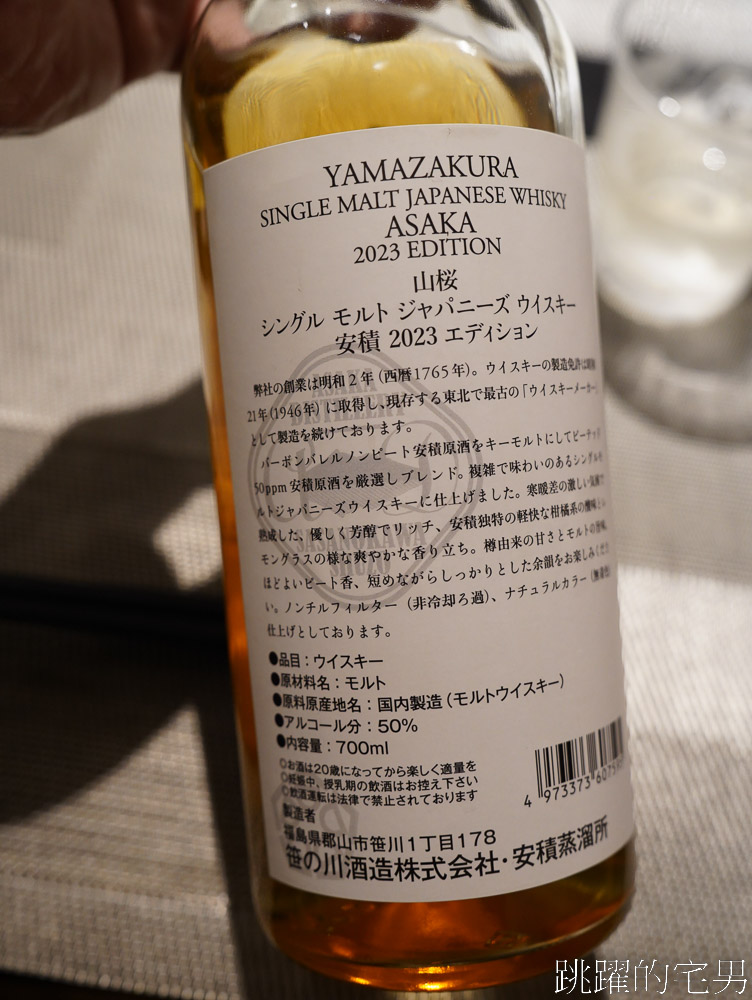 YAMAZAKURA
SINGLE MALT JAPANESE WHISKY
ASAKA
2023 EDITION
山桜
シングル モルト ジャパニーズ ウイスキー
安積 2023 エディション
弊社の創業は明和2年(西暦1765年)。ウイスキーの製造免許は昭和
21年(1946年)に取得し、現存する東北で最古の「ウイスキーメーカー」
として製造を続けております。
バーボンバレルノンピート安積原酒をキーモルトにしてピーテッド
50ppm安積原酒を厳選しブレンド。複雑で味わいのあるシングルモ
ルトジャパニーズウイスキーに仕上げました。寒暖差の激しい気候で
熟成した、優しく芳醇でリッチ、安積独特の軽快な柑橘系の酸味とレ
モングラスの様な爽やかな香り立ち。樽由来の甘さとモルトの旨味、
ほどよいピート香、短めながらしっかりとした余韻をお楽しみくださ
い。ノンチルフィルター(非冷却ろ過)、ナチュラルカラー(無着色)
仕上げとしております。
ASAKA
DISTILLERY
SASANOKAWA
SHUZO
●品目:ウイスキー
●原材料名:モルト
●原料原産地名:国内製造(モルトウイスキー)
●アルコール分:50%
●内容量:700ml
○お酒は20歳になってから楽しく適量を
○妊娠中、授乳期の飲酒はお控え下さい
○飲酒運転は法律で禁止されております
4 973373 607
製造者
福島県郡山市笹川1丁目178
笹の川酒造株式会社・安積蒸溜所
跳躍的宅男